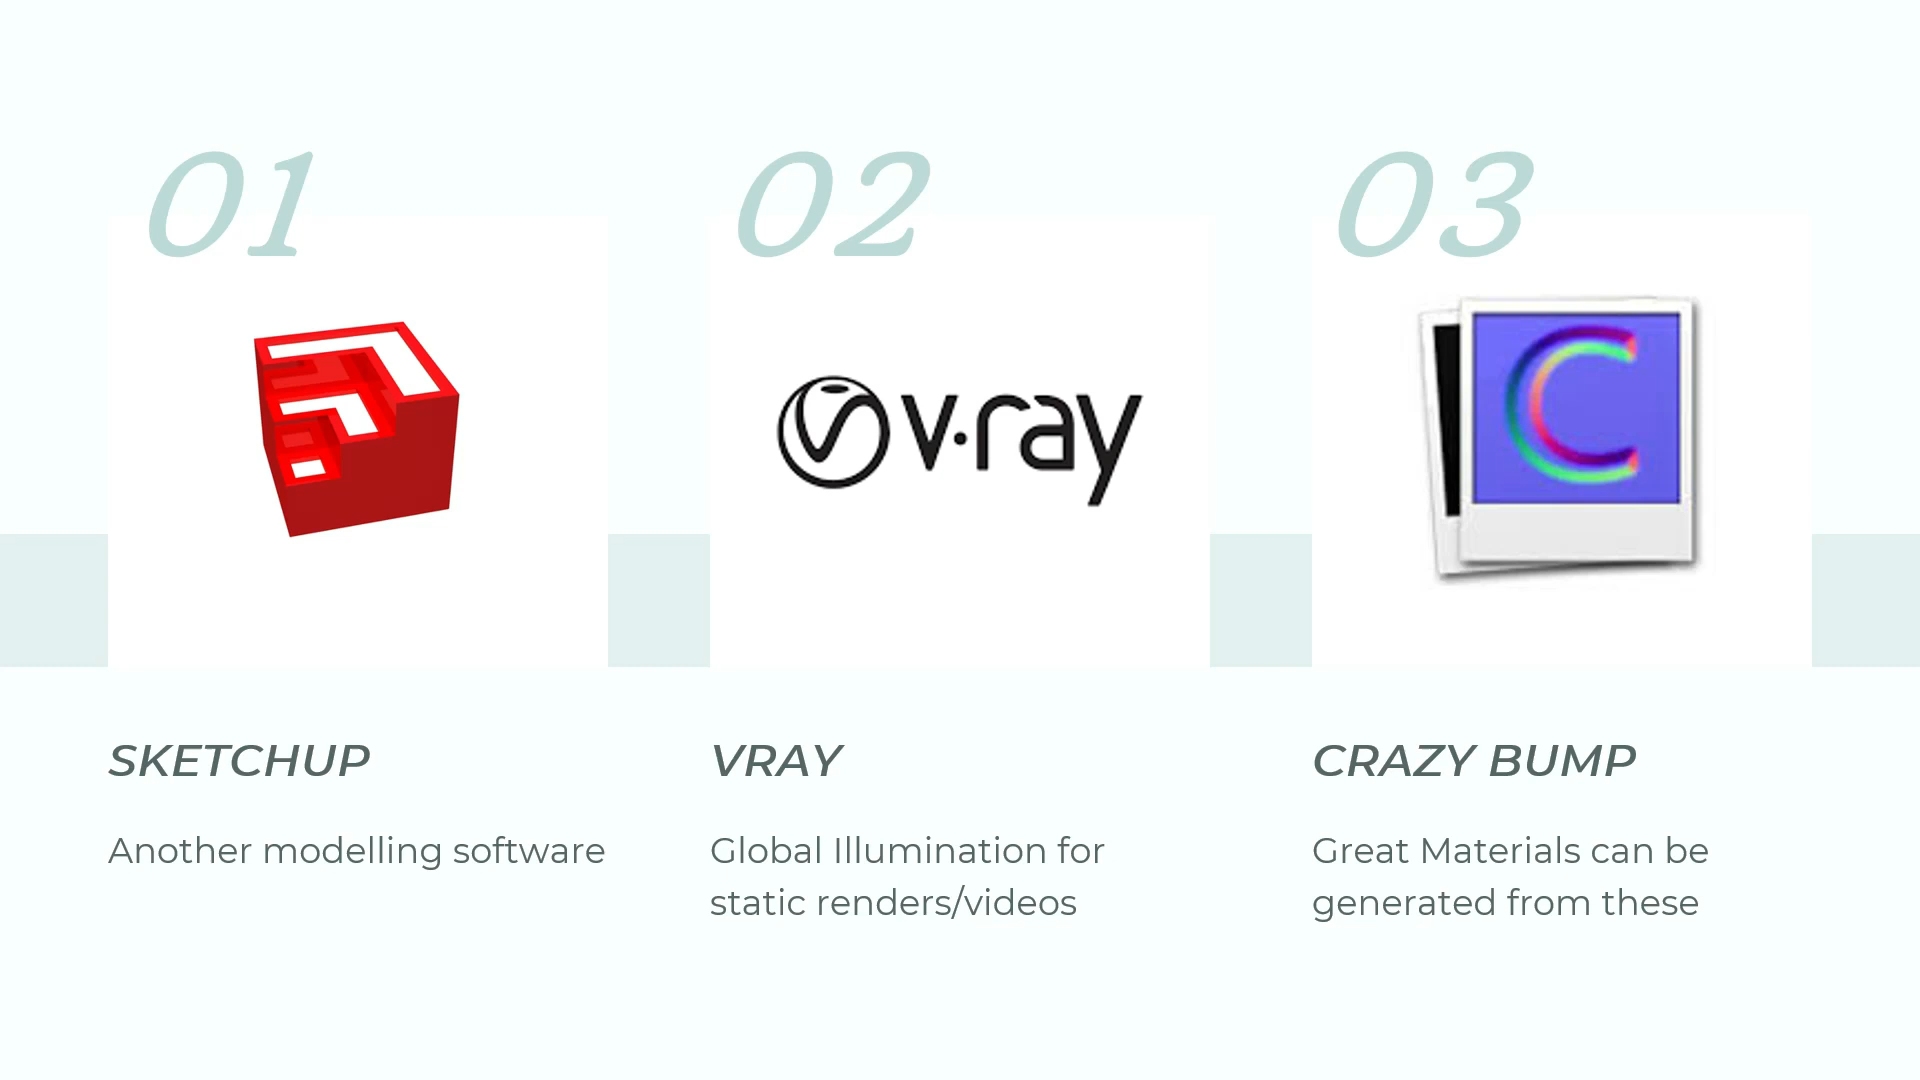 01
02
03
v.ray
C
SKETCHUP
Another modelling software
VRAY
Global Illumination for
static renders/videos
CRAZY BUMP
Great Materials can be
generated from these